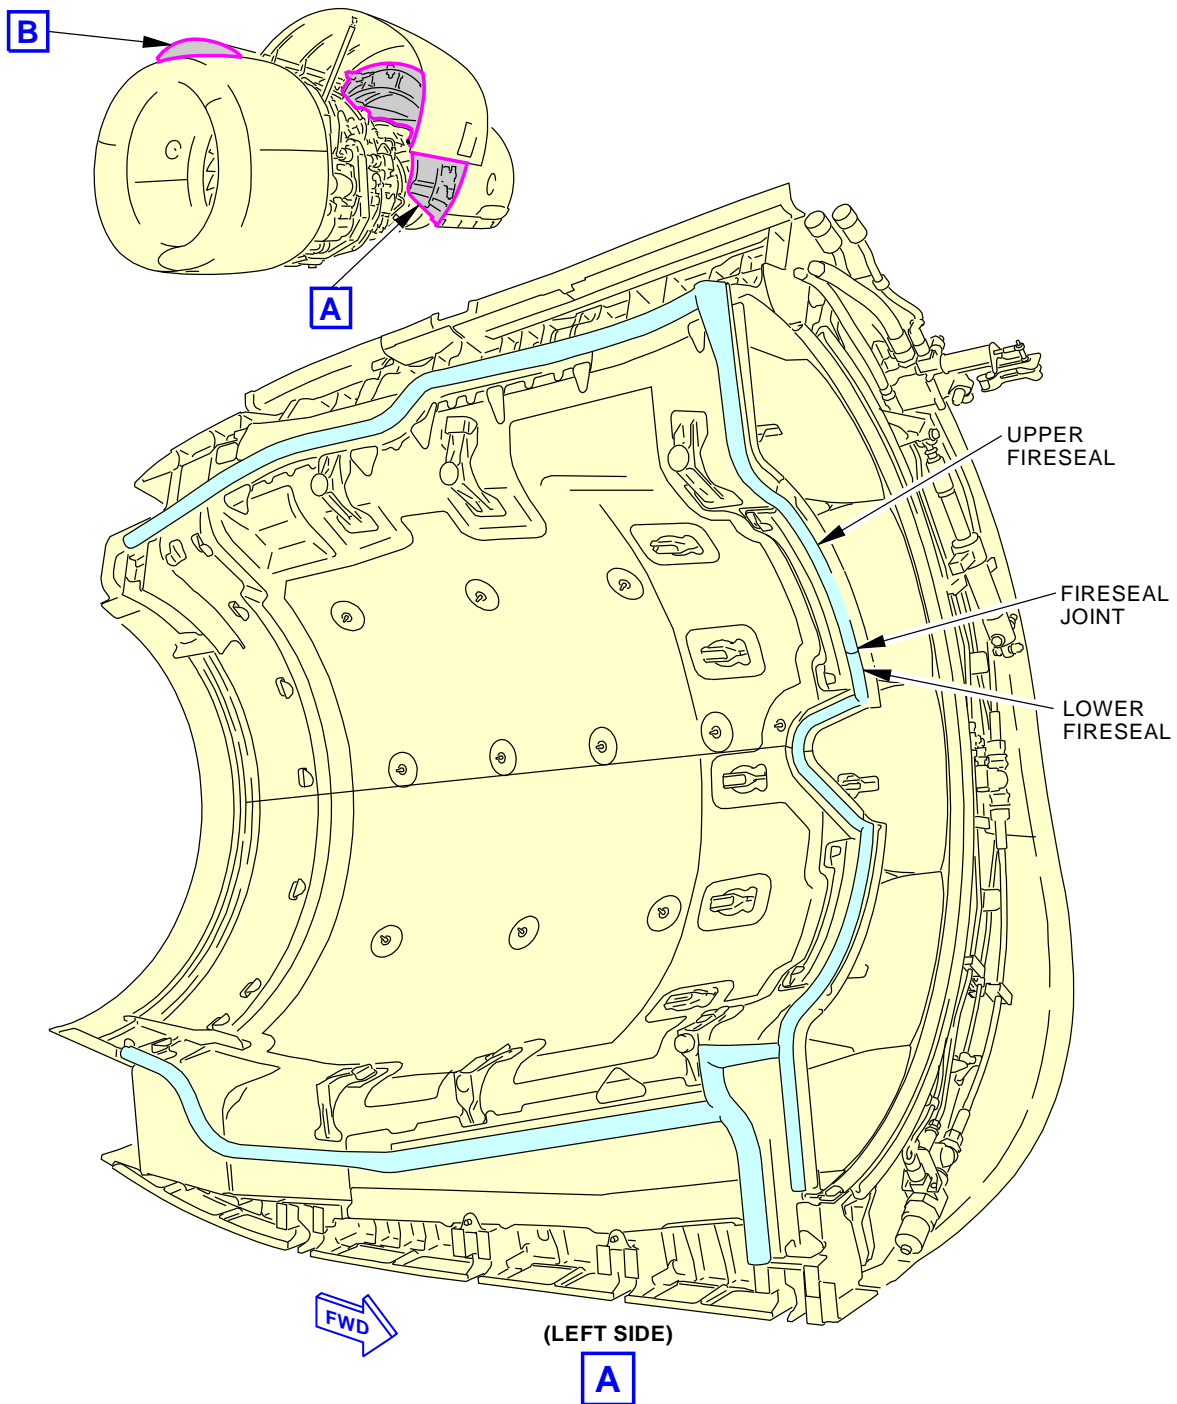 B
A
UPPER
FIRESEAL
FIRESEAL
JOINT
LOWER
FIRESEAL
FWD
(LEFT SIDE)
A